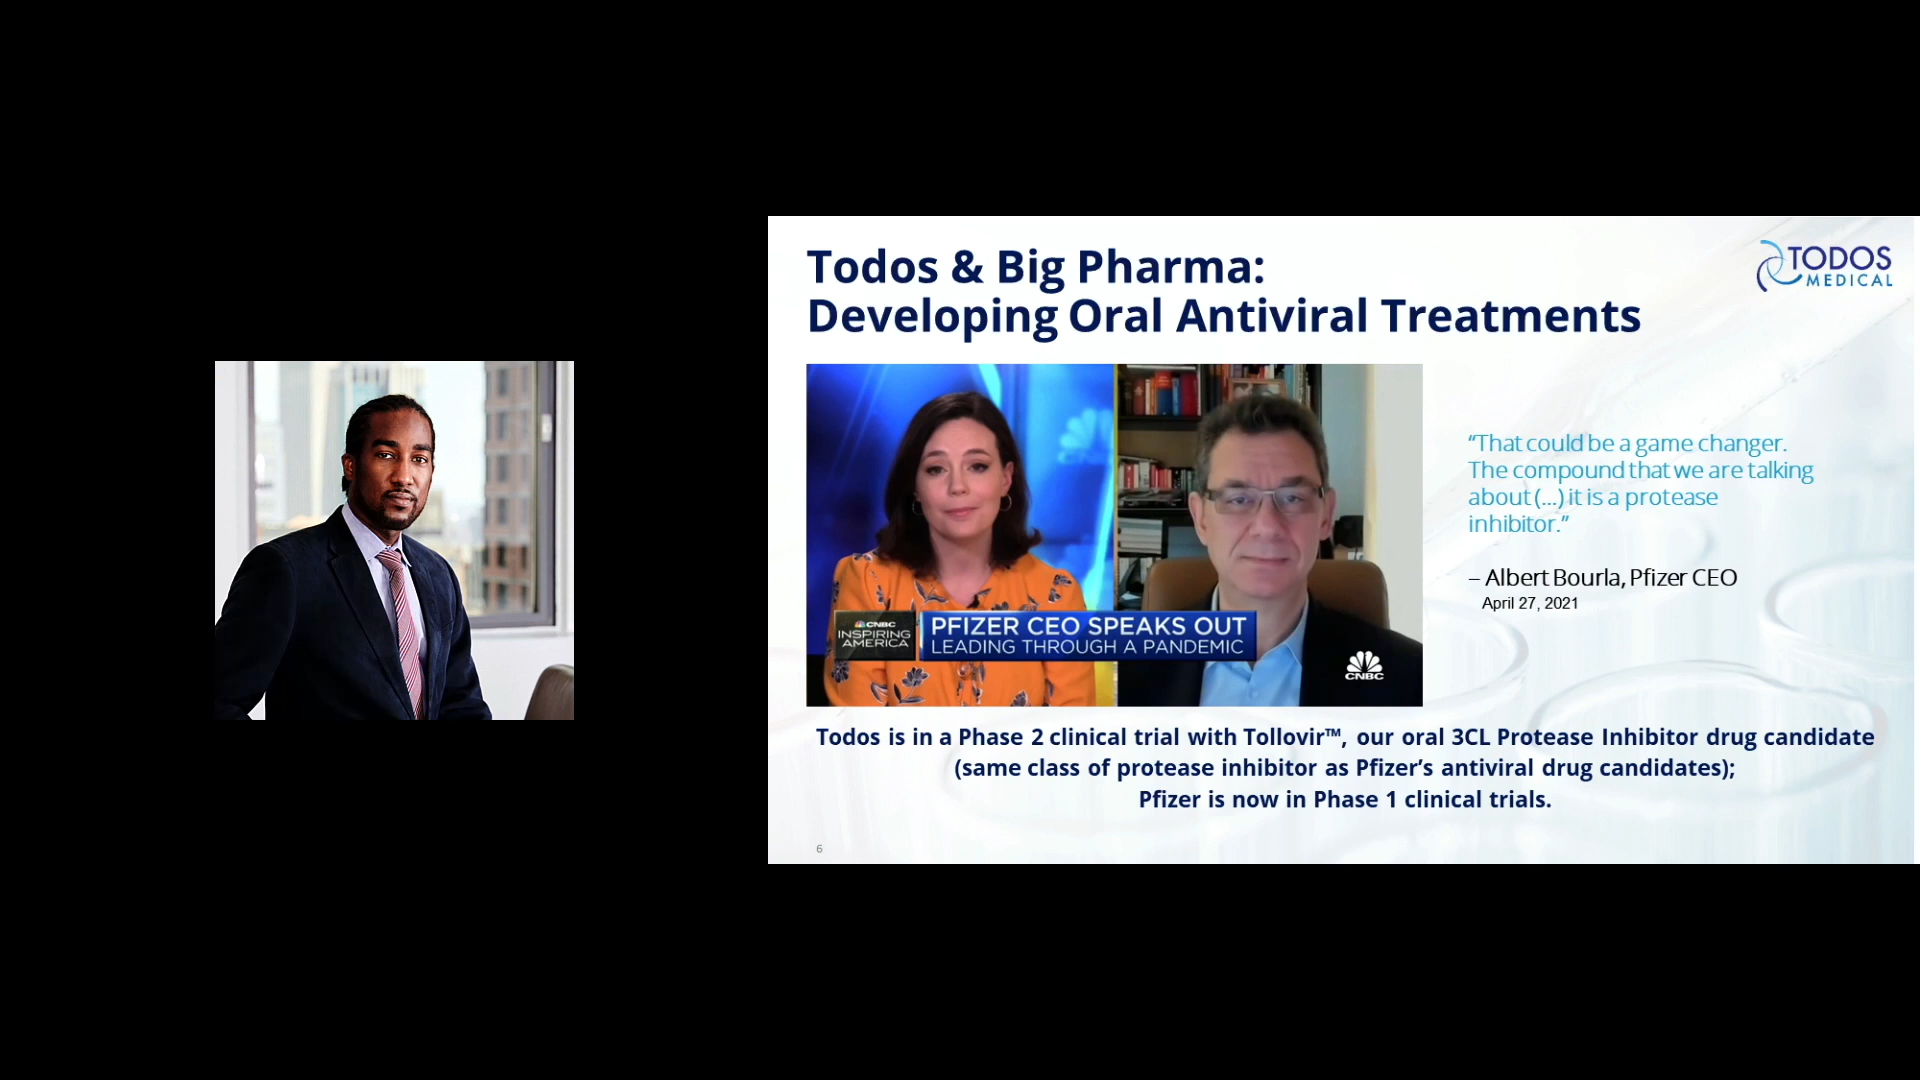 Todos & Big Pharma:
Developing Oral Antiviral Treatments
TODOS
MEDICAL
CNBC
INSPIRING
AMERICA
PFIZER CEO SPEAKS OUT
LEADING THROUGH A PANDEMIC
CNBC
“That could be a game changer.
The compound that we are talking
about (...) it is a protease
inhibitor.”
– Albert Bourla, Pfizer CEO
April 27, 2021
Todos is in a Phase 2 clinical trial with Tollovir™, our oral 3CL Protease Inhibitor drug candidate
(same class of protease inhibitor as Pfizer’s antiviral drug candidates);
Pfizer is now in Phase 1 clinical trials.
6